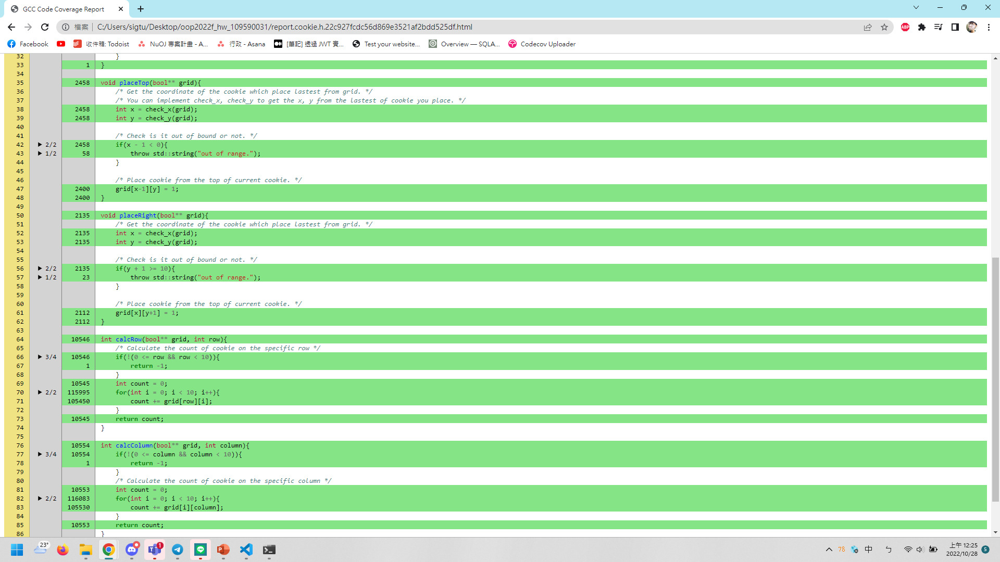 GCC Code Coverage Report
檔案 C:/Users/sigtu/Desktop/oop2022f_hw_109590031/report.cookie.h.22c927fcdc56d869e3521af2bdd525df.html
ABP
Facebook 收件箱: Todoist NuOJ 專案計畫 - A... 行政 - Asana [筆記] 透過 JWT 實... Test your website... Overview — SQLA... Codecov Uploader
32 }
33 1 }
34
35 2458 void placeTop(bool** grid){
36 /* Get the coordinate of the cookie which place lastest from grid. */
37 /* You can implement check_x, check_y to get the x, y from the lastest of cookie you place. */
38 2458 int x = check_x(grid);
39 2458 int y = check_y(grid);
40
41 /* Check is it out of bound or not. */
42 ▶ 2/2 2458 if(x - 1 < 0){
43 ▶ 1/2 58 throw std::string("out of range.");
44 }
45
46 /* Place cookie from the top of current cookie. */
47 2400 grid[x-1][y] = 1;
48 2400 }
49
50 2135 void placeRight(bool** grid){
51 /* Get the coordinate of the cookie which place lastest from grid. */
52 2135 int x = check_x(grid);
53 2135 int y = check_y(grid);
54
55 /* Check is it out of bound or not. */
56 ▶ 2/2 2135 if(y + 1 >= 10){
57 ▶ 1/2 23 throw std::string("out of range.");
58 }
59
60 /* Place cookie from the top of current cookie. */
61 2112 grid[x][y+1] = 1;
62 2112 }
63
64 10546 int calcRow(bool** grid, int row){
65 /* Calculate the count of cookie on the specific row */
66 ▶ 3/4 10546 if(!(0 <= row && row < 10)){
67 1 return -1;
68 }
69 10545 int count = 0;
70 ▶ 2/2 115995 for(int i = 0; i < 10; i++){
71 105450 count += grid[row][i];
72 }
73 10545 return count;
74 }
75
76 10554 int calcColumn(bool** grid, int column){
77 ▶ 3/4 10554 if(!(0 <= column && column < 10)){
78 1 return -1;
79 }
80 /* Calculate the count of cookie on the specific column */
81 10553 int count = 0;
82 ▶ 2/2 116083 for(int i = 0; i < 10; i++){
83 105530 count += grid[i][column];
84 }
85 10553 return count;
86 }
23° 1 78 中 ㄣ 上午 12:25 5
2022/10/28